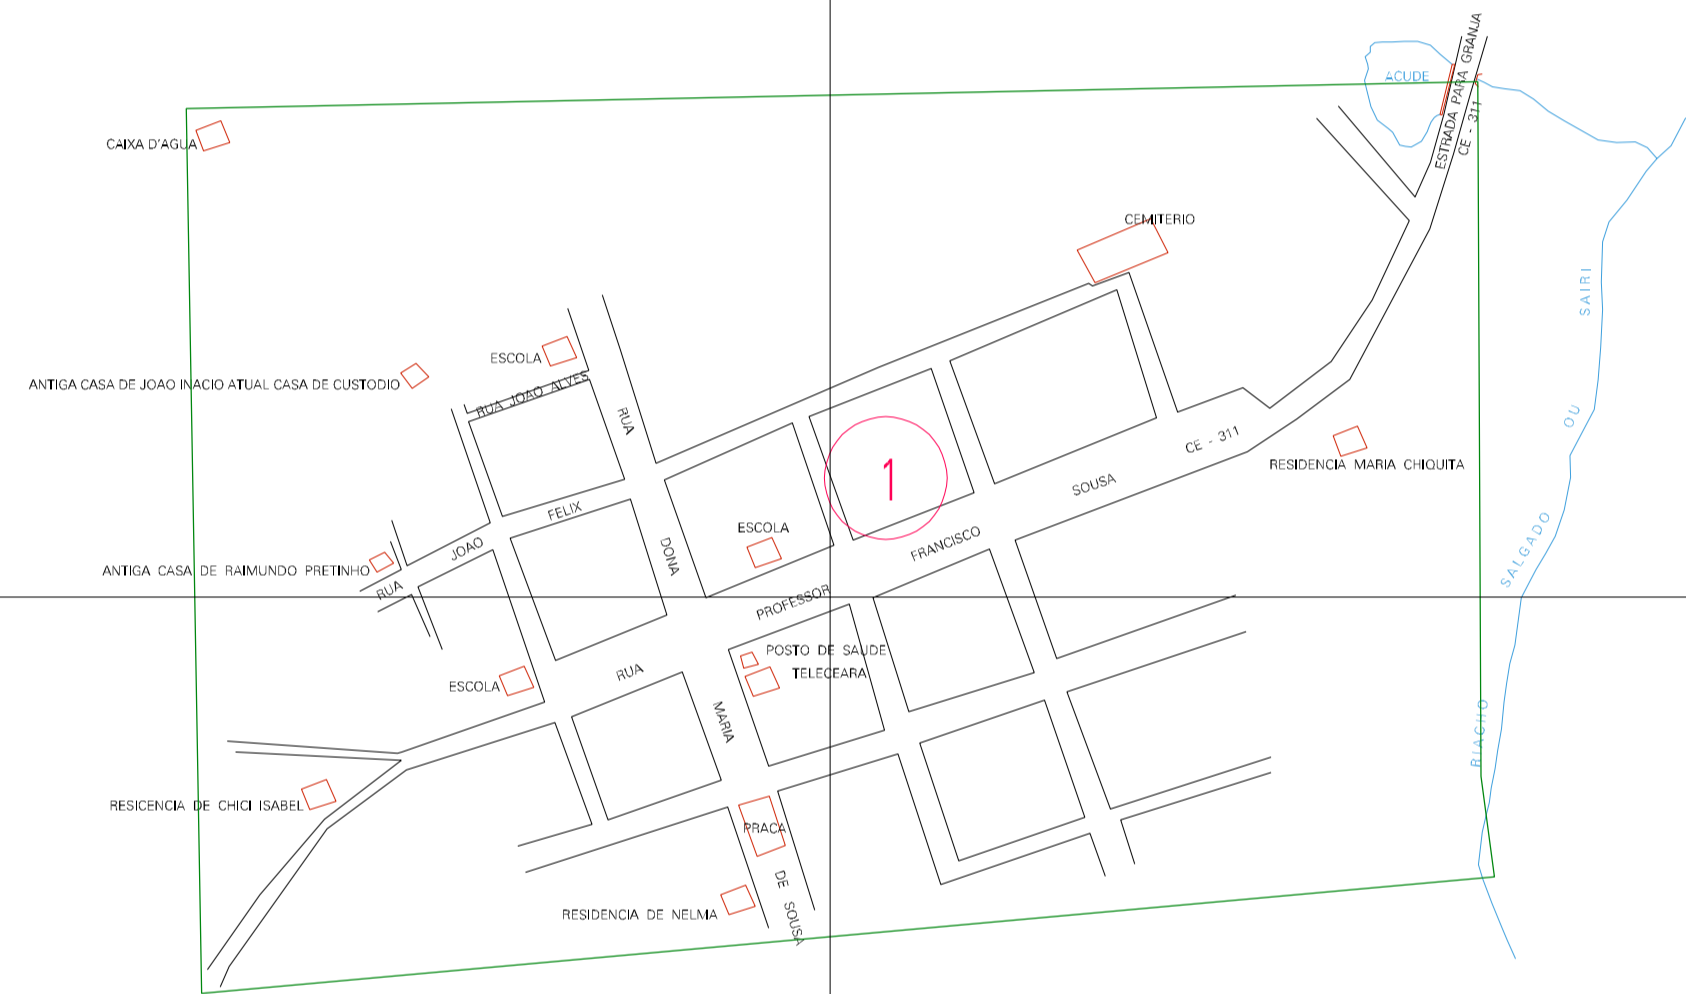 ACUDE
ESTRADA PARA GRANJA
CE - 311
CAIXA D'AGUA
CEMITERIO
SAIRI
OU
SALGADO
RIACHO
ESCOLA
ANTIGA CASA DE JOAO INACIO ATUAL CASA DE CUSTODIO
RUA JOAO ALVES
RUA
DONA
MARIA
DE SOUSA
CE - 311
RESIDENCIA MARIA CHIQUITA
1
RUA
JOAO
FELIX
ESCOLA
ANTIGA CASA DE RAIMUNDO PRETINHO
RUA
PROFESSOR
FRANCISCO
SOUSA
POSTO DE SAUDE
TELECEARA
ESCOLA
RESICENCIA DE CHICI ISABEL
PRACA
RESIDENCIA DE NELMA